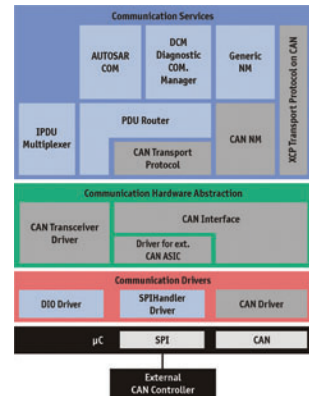 Communication Services
AUTOSAR
COM
DCM
Diagnostic
COM.
Manager
Generic
NM
XCP Transport Protocol on CAN
IPDU
Multiplexer
PDU Router
CAN Transport
Protocol
CAN NM
Communication Hardware Abstraction
CAN Transceiver
Driver
CAN Interface
Driver for ext.
CAN ASIC
Communication Drivers
DIO Driver
SPIHandler
Driver
CAN Driver
µC
SPI
CAN
External
CAN Controller